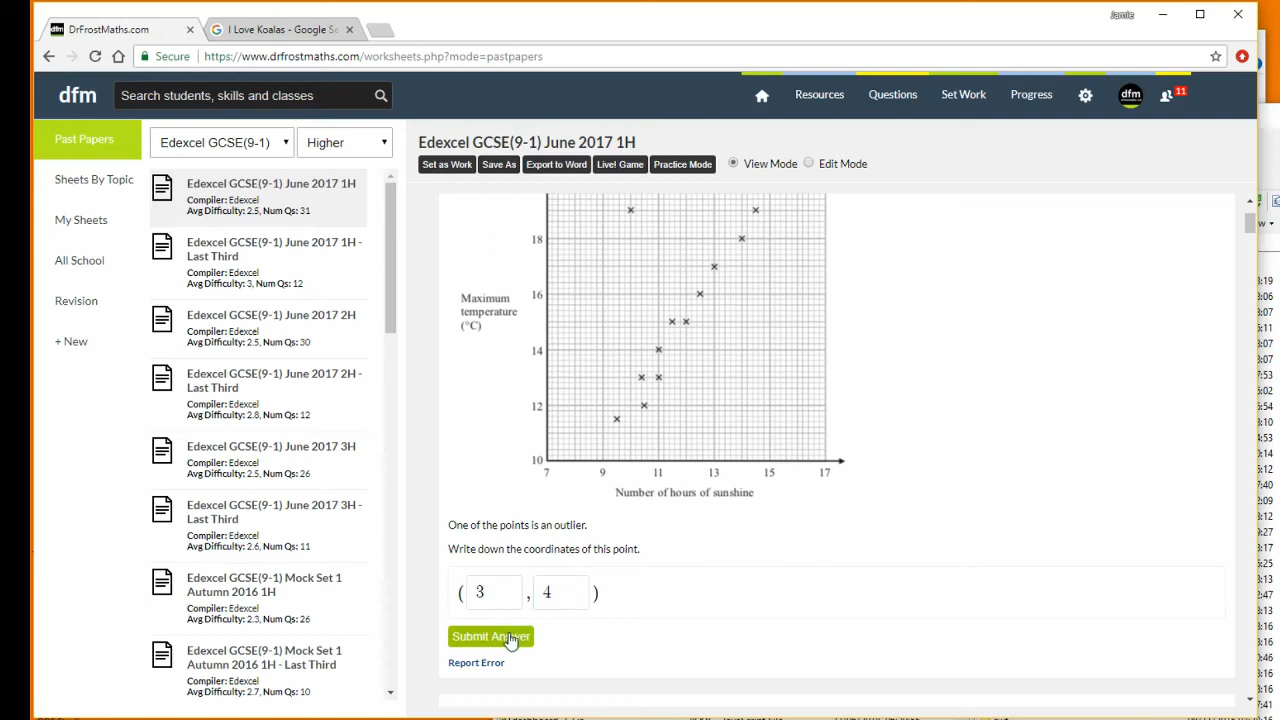 Jamie
DrFrostMaths.com
I Love Koalas - Google Se
Secure
https://www.drfrostmaths.com/worksheets.php?mode=pastpapers
dfm
Search students, skills and classes
Resources
Questions
Set Work
Progress
dfm
11
Past Papers
Sheets By Topic
My Sheets
All School
Revision
+ New
Edexcel GCSE(9-1)
Higher
Edexcel GCSE(9-1) June 2017 1H
Compiler: Edexcel
Avg Difficulty: 2.5, Num Qs: 31
Edexcel GCSE(9-1) June 2017 1H -
Last Third
Compiler: Edexcel
Avg Difficulty: 3, Num Qs: 12
Edexcel GCSE(9-1) June 2017 2H
Compiler: Edexcel
Avg Difficulty: 2.5, Num Qs: 30
Edexcel GCSE(9-1) June 2017 2H -
Last Third
Compiler: Edexcel
Avg Difficulty: 2.8, Num Qs: 12
Edexcel GCSE(9-1) June 2017 3H
Compiler: Edexcel
Avg Difficulty: 2.5, Num Qs: 26
Edexcel GCSE(9-1) June 2017 3H -
Last Third
Compiler: Edexcel
Avg Difficulty: 2.6, Num Qs: 11
Edexcel GCSE(9-1) Mock Set 1
Autumn 2016 1H
Compiler: Edexcel
Avg Difficulty: 2.3, Num Qs: 26
Edexcel GCSE(9-1) Mock Set 1
Autumn 2016 1H - Last Third
Compiler: Edexcel
Avg Difficulty: 2.7, Num Qs: 10
Edexcel GCSE(9-1) June 2017 1H
Set as Work
Save As
Export to Word
Live! Game
Practice Mode
View Mode
Edit Mode
18
16
14
12
10
Maximum
temperature
(°C)
7 9 11 13 15 17
Number of hours of sunshine
One of the points is an outlier.
Write down the coordinates of this point.
( 3 , 4 )
Submit Answer
Report Error